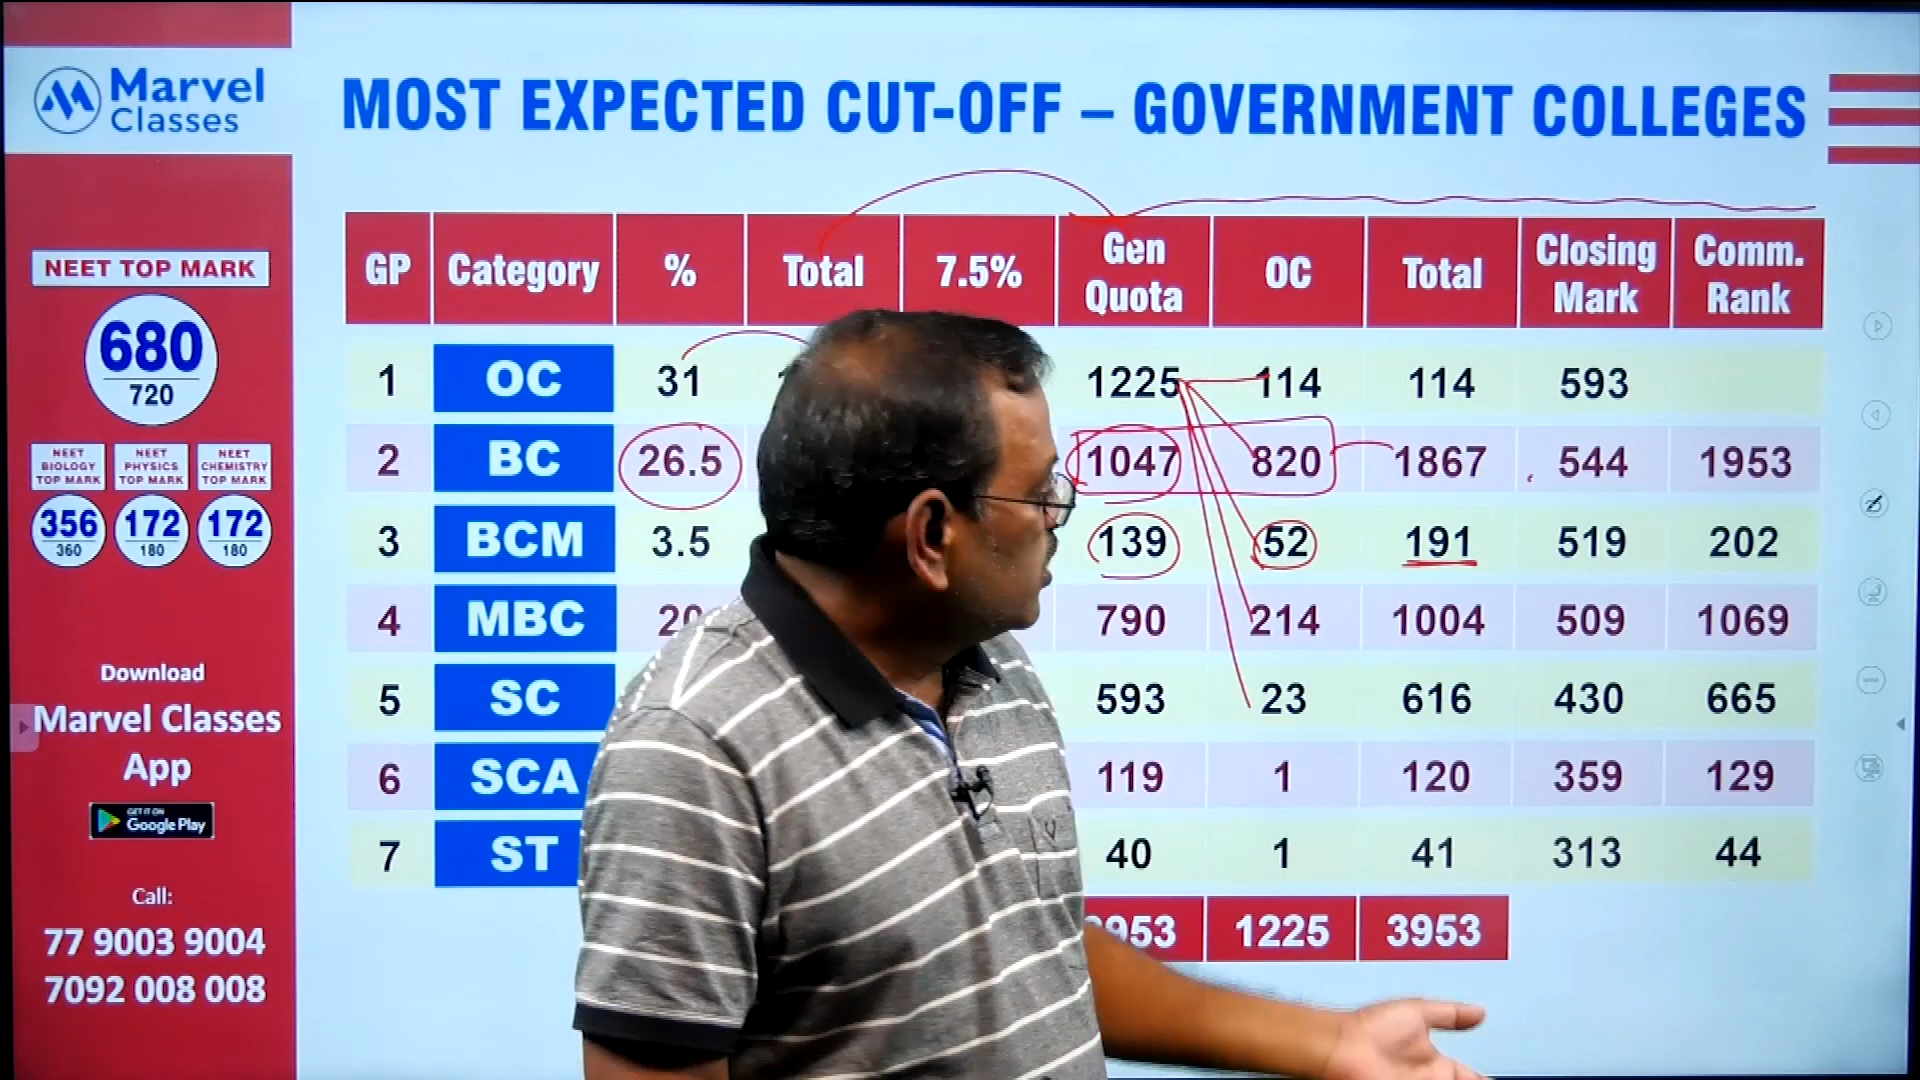 Marvel
Classes
MOST EXPECTED CUT-OFF – GOVERNMENT COLLEGES
NEET TOP MARK
680
720
NEET BIOLOGY TOP MARK
356
360
NEET PHYSICS TOP MARK
172
180
NEET CHEMISTRY TOP MARK
172
180
Download
Marvel Classes
App
GET IT ON
Google Play
Call:
77 9003 9004
7092 008 008
GP Category % Total 7.5% Gen Quota OC Total Closing Mark Comm. Rank
1 OC 31 1225 114 114 593
2 BC 26.5 1047 820 1867 544 1953
3 BCM 3.5 139 52 191 519 202
4 MBC 20 790 214 1004 509 1069
5 SC 593 23 616 430 665
6 SCA 119 1 120 359 129
7 ST 40 1 41 313 44
953 1225 3953